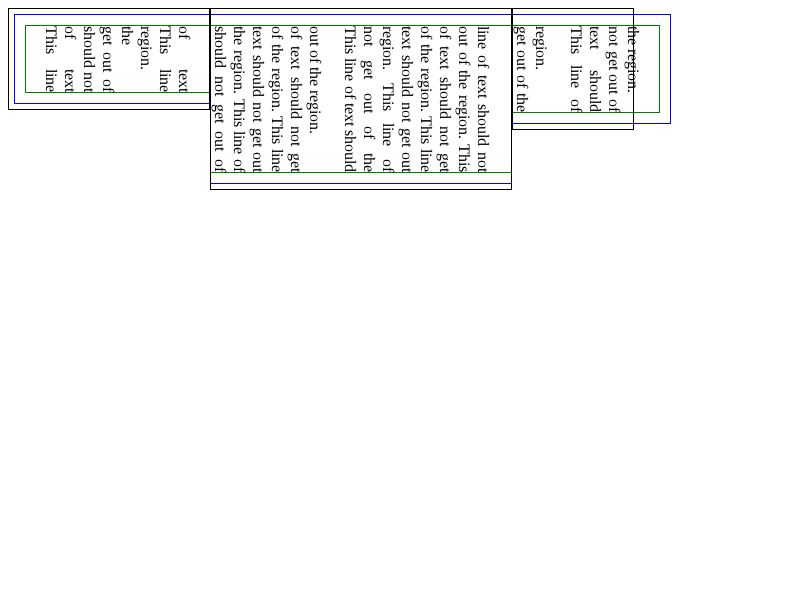 This line
of text
should not
get out of
the
region.
This line
of text
should not get out of
the region. This line of
text should not get out
of the region. This line
of text should not get
out of the region.
This line of text should
not get out of the
region. This line of
text should not get out
of the region. This line
of text should not get
out of the region. This
line of text should not
get out of the
region.
This line of
text should
not get out of
the region.